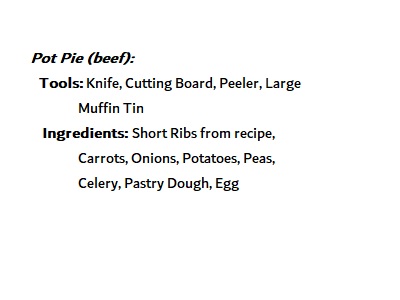 Pot Pie (beef):
Tools: Knife, Cutting Board, Peeler, Large
Muffin Tin
Ingredients: Short Ribs from recipe,
Carrots, Onions, Potatoes, Peas,
Celery, Pastry Dough, Egg